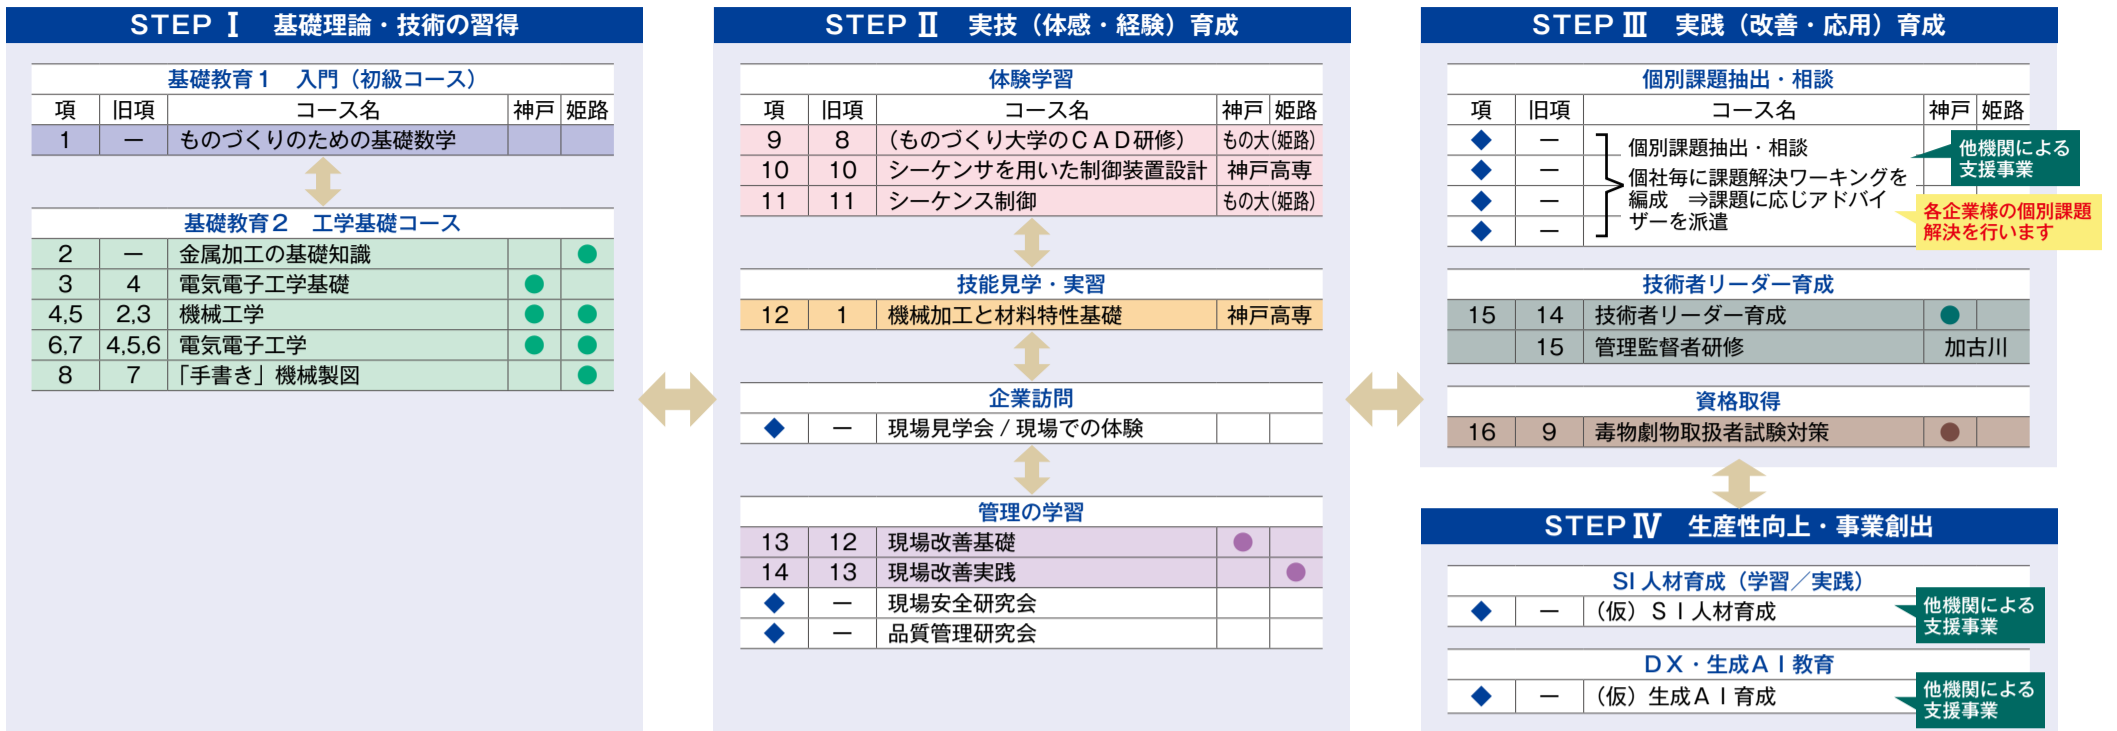 STEP Ⅰ　基礎理論・技術の習得
基礎教育１　入門（初級コース）
項 旧項 コース名 神戸 姫路
1 ー ものづくりのための基礎数学
基礎教育２　工学基礎コース
2 ー 金属加工の基礎知識 ●
3 4 電気電子工学基礎 ●
4,5 2,3 機械工学 ● ●
6,7 4,5,6 電気電子工学 ● ●
8 7 「手書き」機械製図 ●
STEP Ⅱ　実技（体感・経験）育成
体験学習
項 旧項 コース名 神戸 姫路
9 8 （ものづくり大学のＣＡＤ研修） もの大(姫路)
10 10 シーケンサを用いた制御装置設計 神戸高専
11 11 シーケンス制御 もの大(姫路)
技能見学・実習
12 1 機械加工と材料特性基礎 神戸高専
企業訪問
◆ ー 現場見学会 / 現場での体験
管理の学習
13 12 現場改善基礎 ●
14 13 現場改善実践 ●
◆ ー 現場安全研究会
◆ ー 品質管理研究会
STEP Ⅲ　実践（改善・応用）育成
個別課題抽出・相談
項 旧項 コース名 神戸 姫路
◆ ー
◆ ー
◆ ー
◆ ー
個別課題抽出・相談
個社毎に課題解決ワーキングを
編成　⇒課題に応じアドバイ
ザーを派遣
他機関による
支援事業
各企業様の個別課題
解決を行います
技術者リーダー育成
15 14 技術者リーダー育成 ●
15 管理監督者研修 加古川
資格取得
16 9 毒物劇物取扱者試験対策 ●
STEP Ⅳ　生産性向上・事業創出
SI 人材育成（学習／実践）
◆ ー （仮）ＳＩ人材育成
他機関による
支援事業
ＤＸ・生成ＡＩ教育
◆ ー （仮）生成ＡＩ育成
他機関による
支援事業